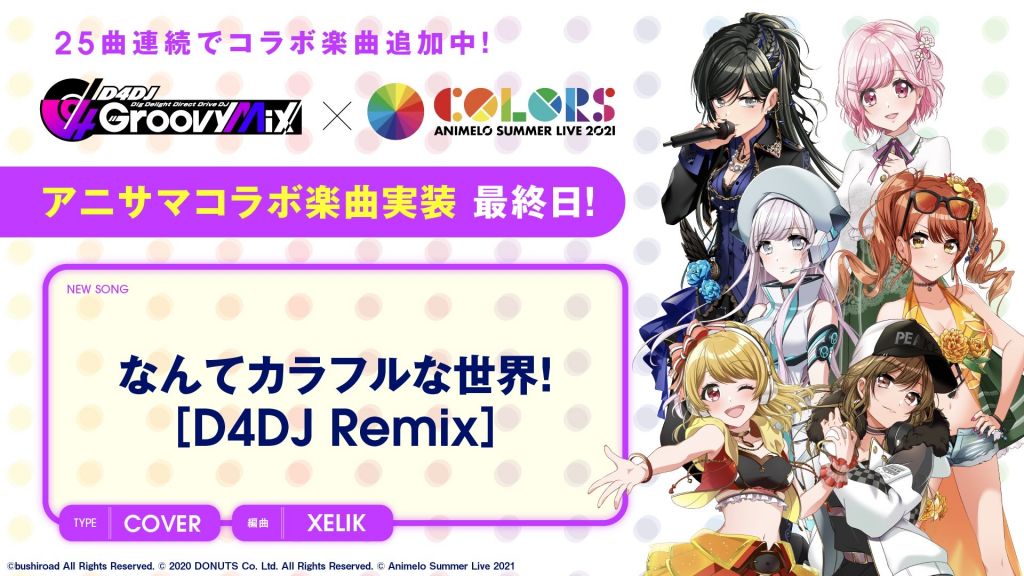 25曲連続でコラボ楽曲追加中!
D4DJ
Dig Delight Direct Drive DJ
D4 GROOVYMIX ×
COLORS
ANIMELO SUMMER LIVE 2021
アニサマコラボ楽曲実装 最終日!
NEW SONG
なんてカラフルな世界!
[D4DJ Remix]
TYPE COVER 編曲 XELIK
PEA
©bushiroad All Rights Reserved. © 2020 DONUTS Co. Ltd. All Rights Reserved. © Animelo Summer Live 2021